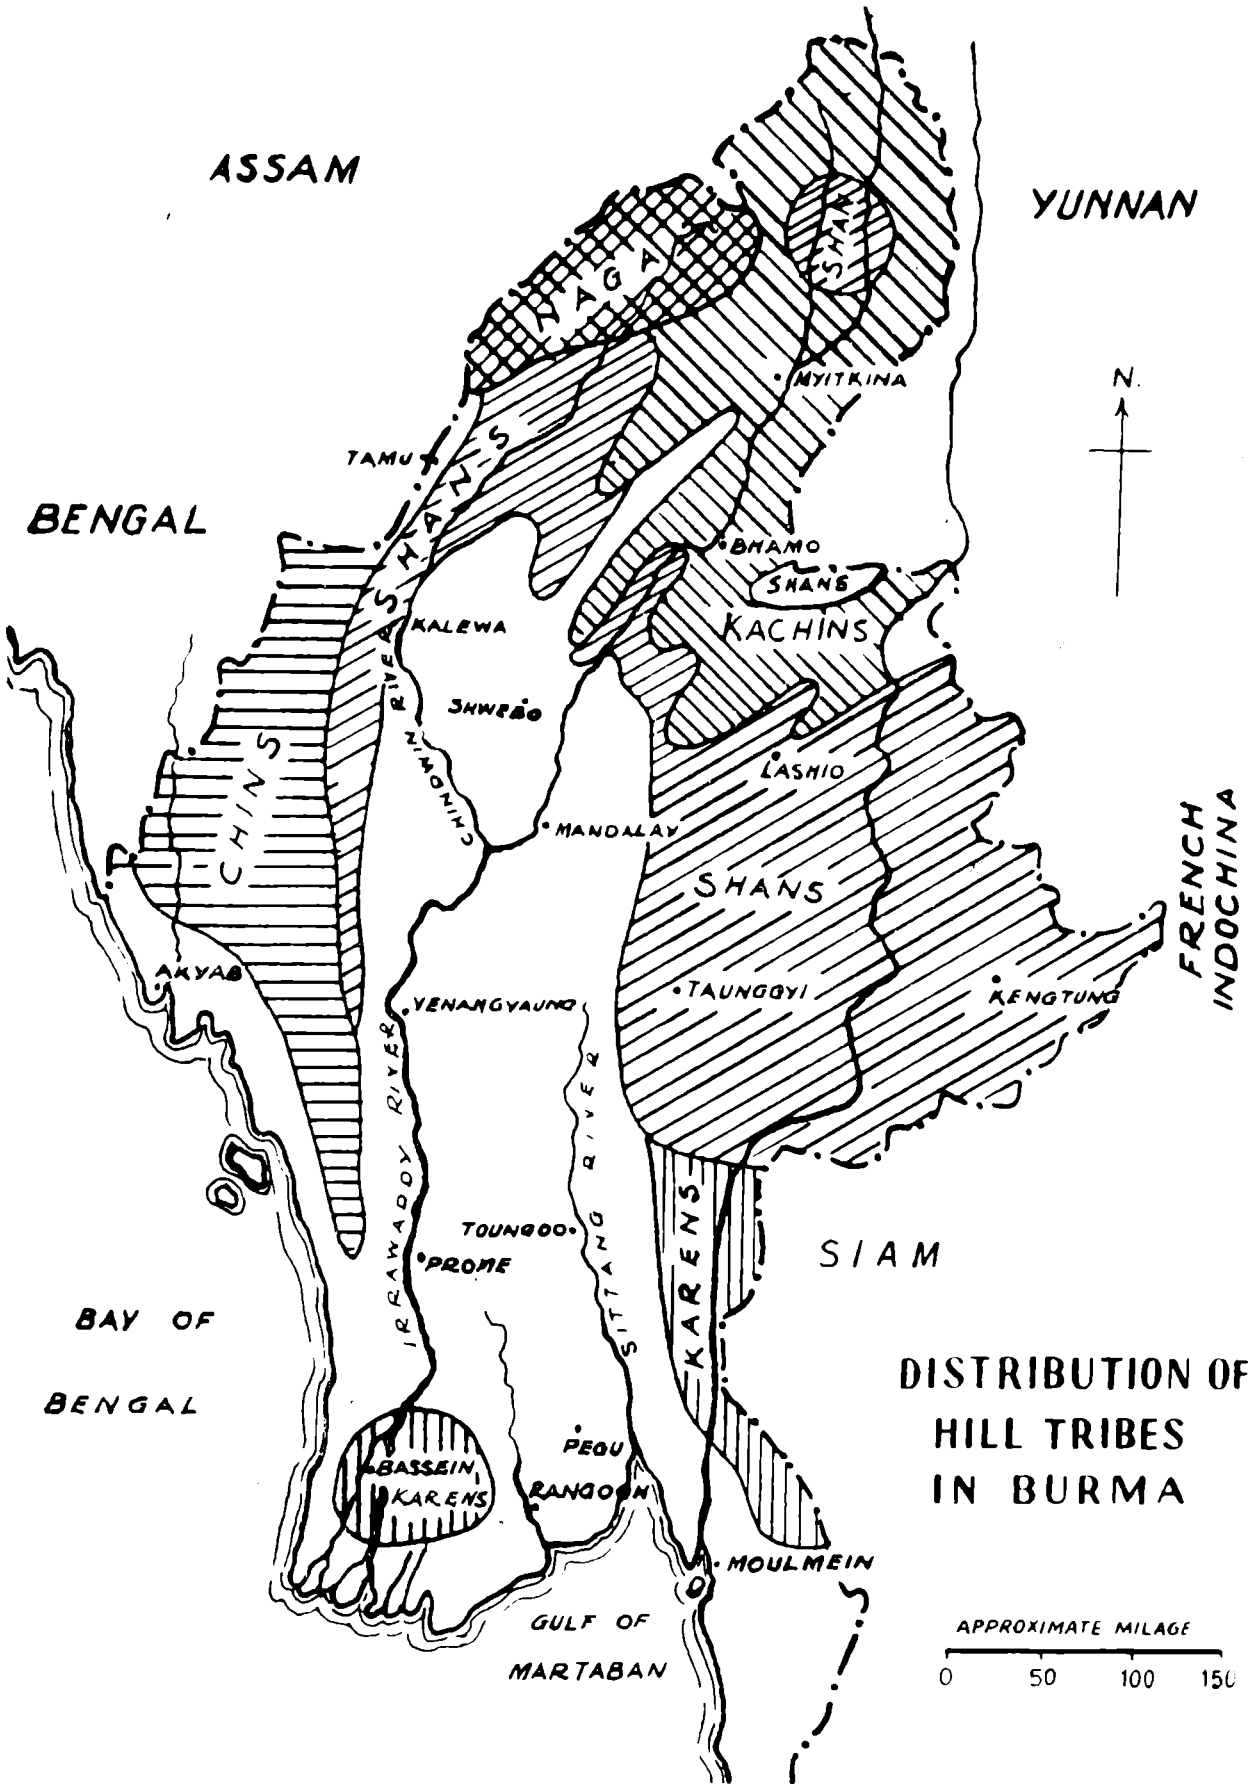 ASSAM
YUNNAN
NAGA
SHAN
MYITKINA
N.
TAMU
SHANS
BENGAL
BHAMO
SHANS
KACHINS
KALEWA
RIVER
SHWEBO
CHINDWIN
CHINS
LASHIO
MANDALAY
SHANS
FRENCH
INDOCHINA
AKYAB
YENANGYAUNG
TAUNGGYI
KENGTUNG
IRRAWADDY RIVER
SITTANG RIVER
TOUNGOO
PROME
KARENS
SIAM
BAY OF
BENGAL
DISTRIBUTION OF
HILL TRIBES
IN BURMA
PEGU
BASSEIN
KARENS
RANGOON
MOULMEIN
GULF OF
MARTABAN
APPROXIMATE MILAGE
0 50 100 150